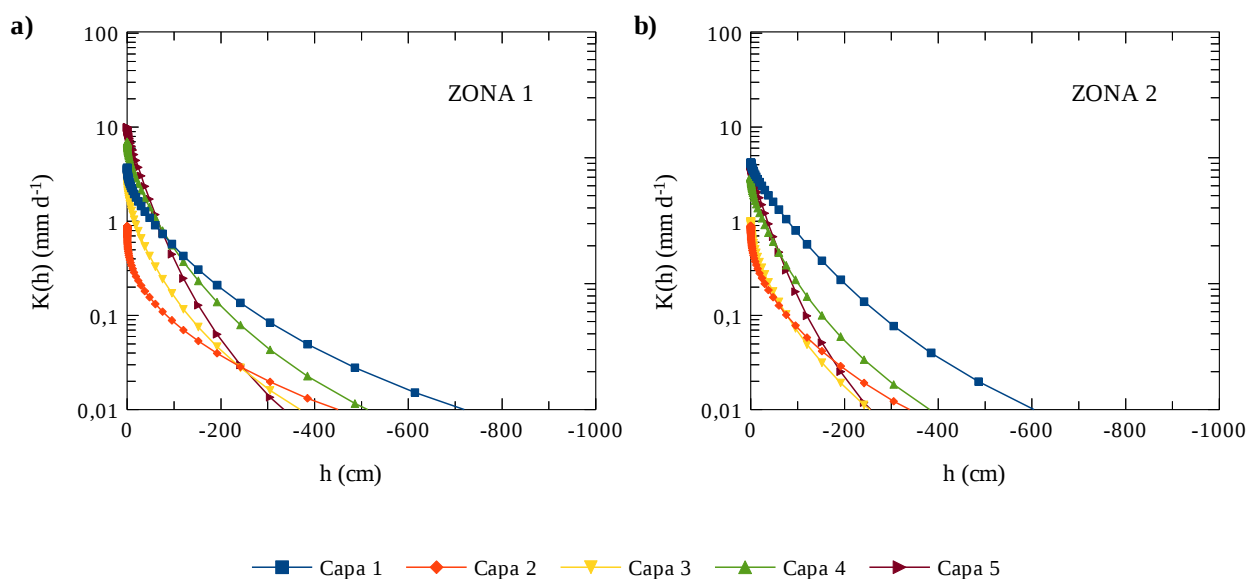 a)
ZONA 1
K(h) (mm d-1)
100
10
1
0,1
0,01
0
-200
-400
-600
-800
-1000
h (cm)
b)
ZONA 2
K(h) (mm d-1)
100
10
1
0,1
0,01
0
-200
-400
-600
-800
-1000
h (cm)
Capa 1
Capa 2
Capa 3
Capa 4
Capa 5